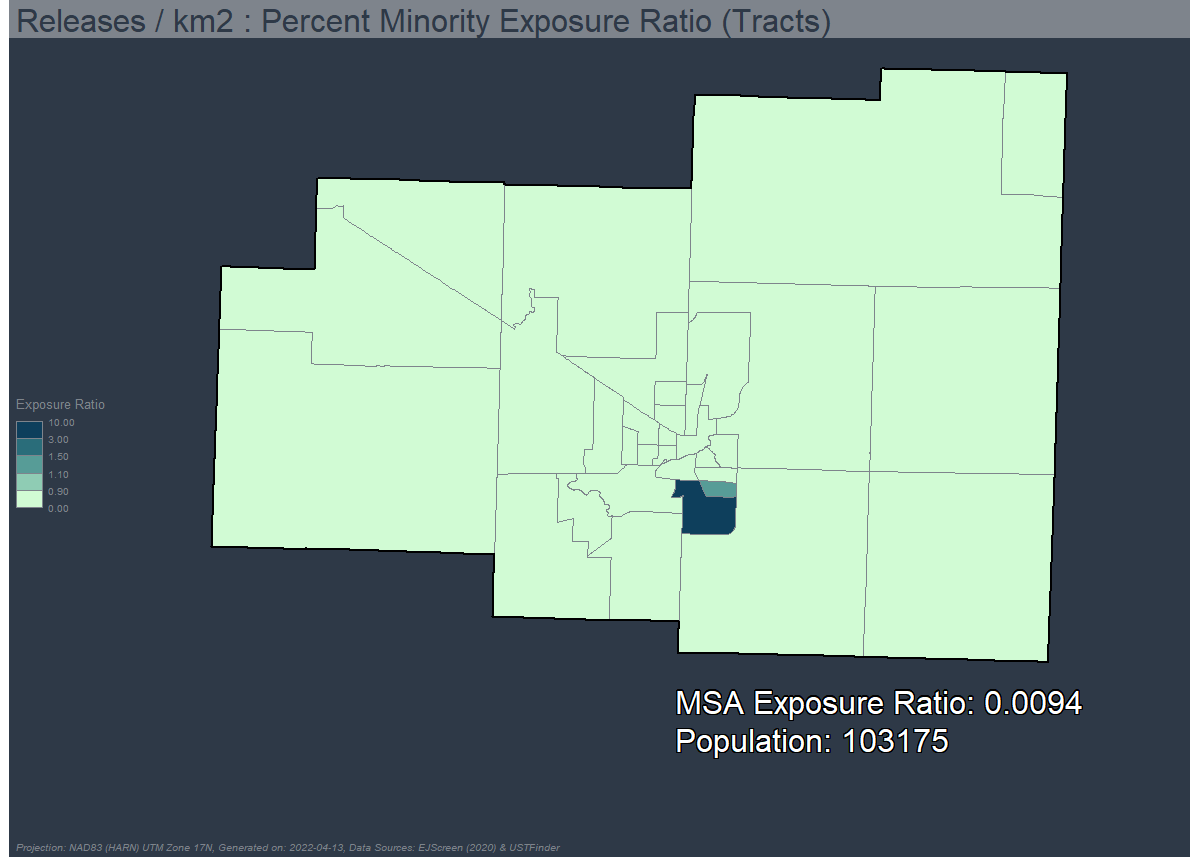 Releases / km2 : Percent Minority Exposure Ratio (Tracts)
Exposure Ratio
10.00
3.00
1.50
1.10
0.90
0.00
MSA Exposure Ratio: 0.0094
Population: 103175
Projection: NAD83 (HARN) UTM Zone 17N, Generated on: 2022-04-13, Data Sources: EJScreen (2020) & USTFinder